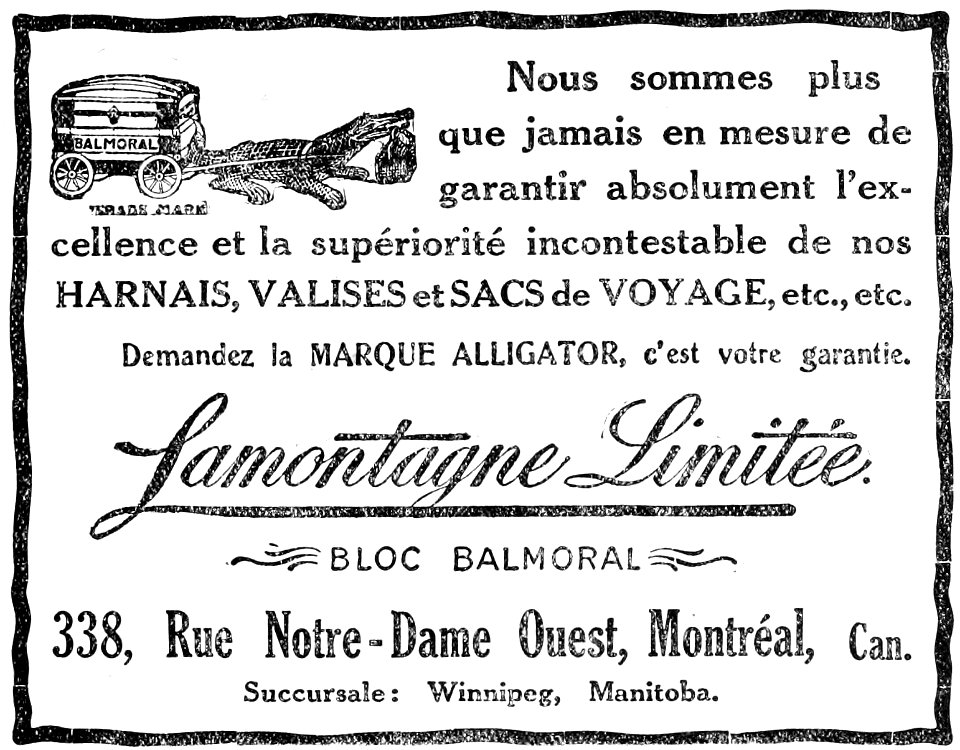 Nous sommes plus
que jamais en mesure de
garantir absolument l'ex-
BALMORAL
TRADE MARK
cellence et la supériorité incontestable de nos
HARNAIS, VALISES et SACS de VOYAGE, etc., etc.
Demandez la MARQUE ALLIGATOR, c'est votre garantie.
Lamontagne Limitée.
BLOC BALMORAL
338, Rue Notre-Dame Ouest, Montréal, Can.
Succursale: Winnipeg, Manitoba.